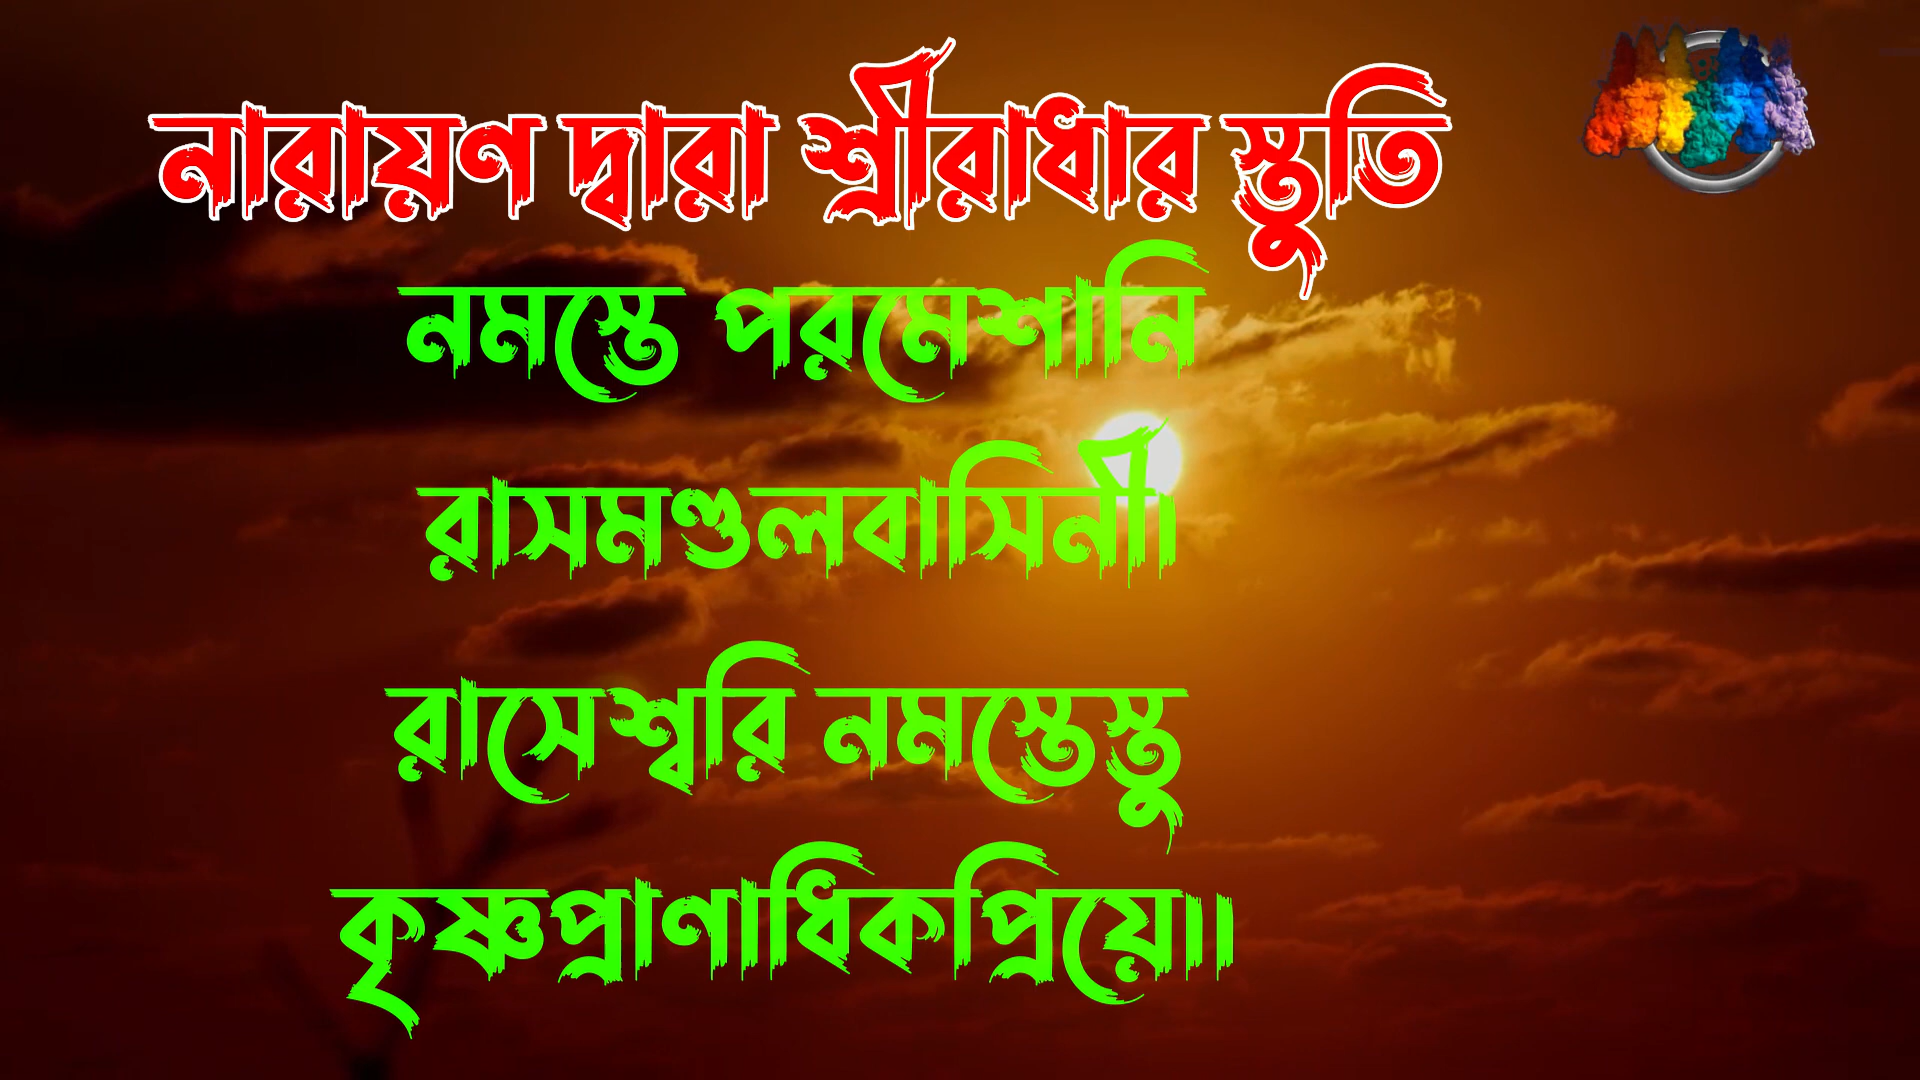 নারায়ণ দ্বারা শ্রীরাধার স্তুতি
নমস্তে পরমেশানি
রাসমণ্ডলবাসিনী।
রাসেশ্বরি নমস্তেস্তু
কৃষ্ণপ্রাণাধিকপ্রিয়ে।।